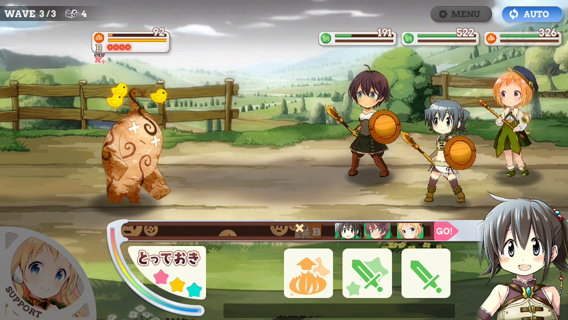 WAVE 3/3 4
MENU
AUTO
92
B
191
522
326
B
GO!
とっておき
SUPPORT